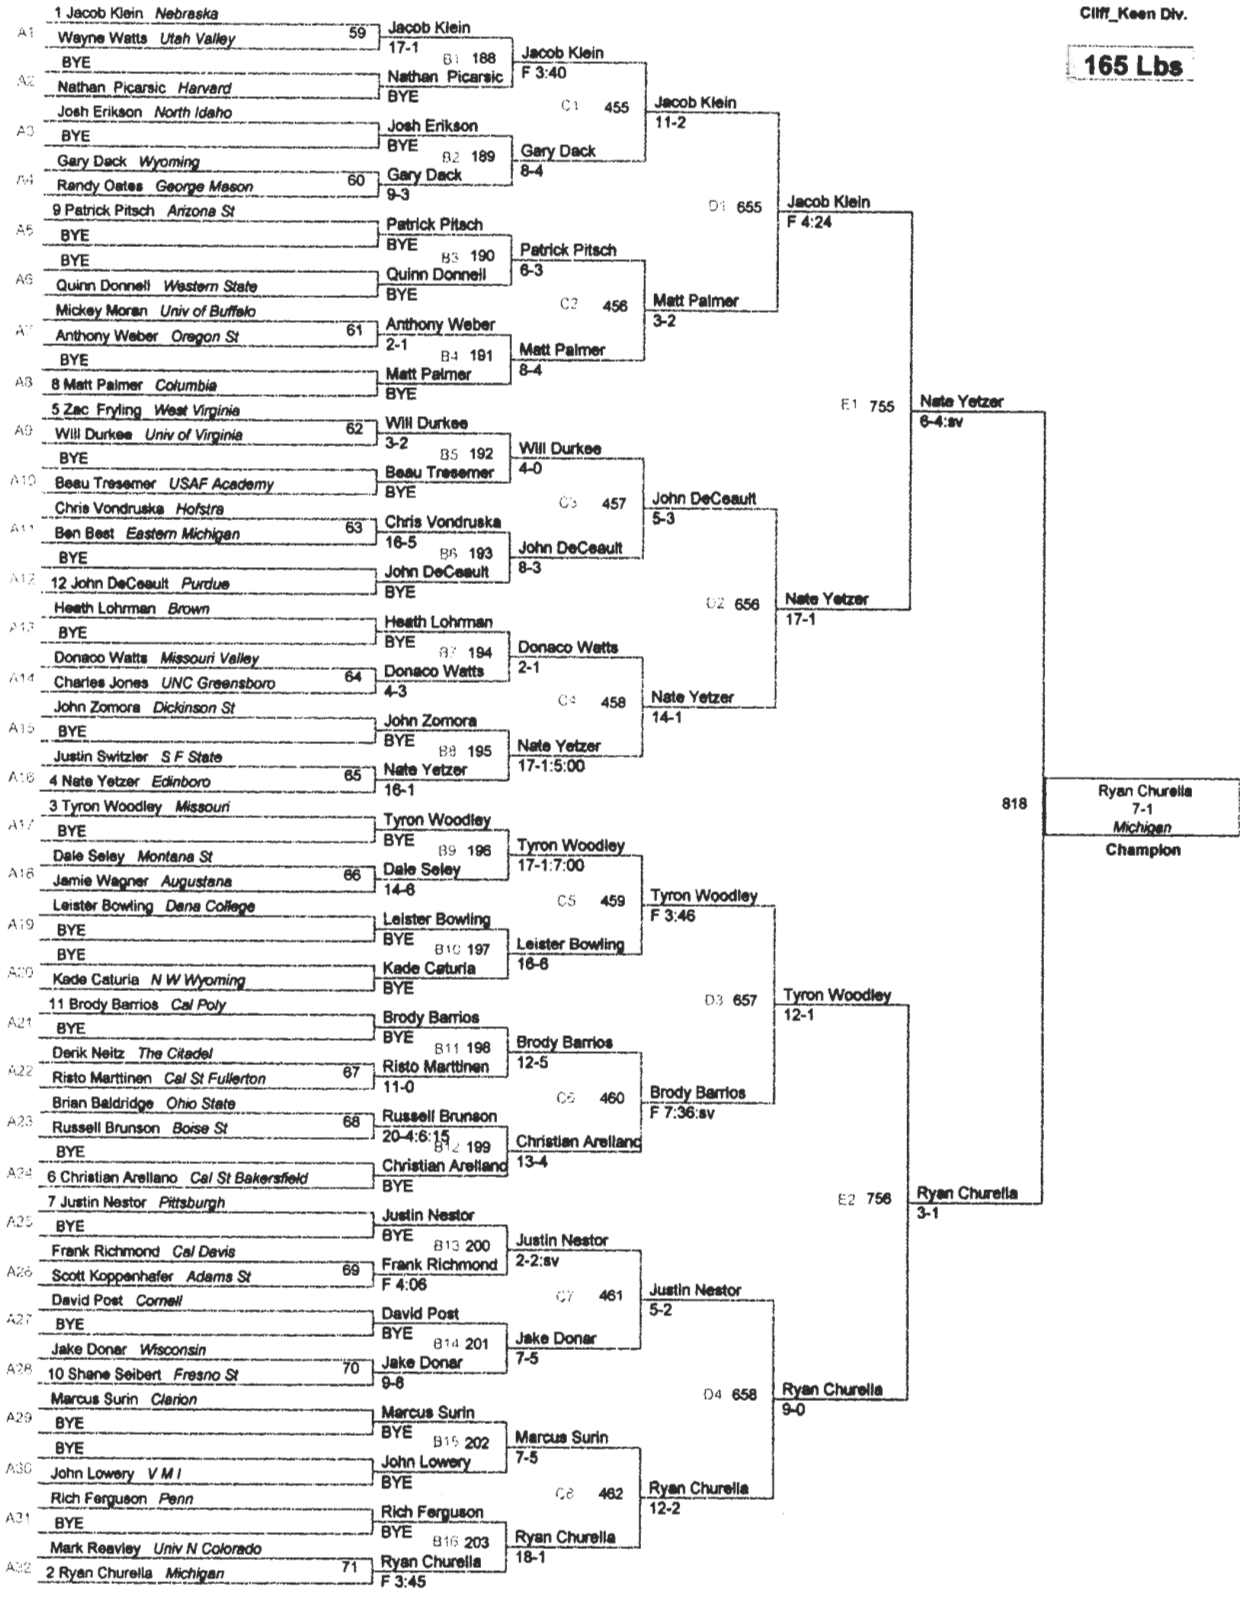 Cliff_Keen Div.
165 Lbs
1 Jacob Klein Nebraska
A1
Wayne Watts Utah Valley 59
Jacob Klein
17-1
BYE
B1 188
Jacob Klein
F 3:40
A2
Nathan Picarsic Harvard
Nathan Picarsic
BYE
C1 455
Jacob Klein
11-2
Josh Erikson North Idaho
A3
BYE
Josh Erikson
BYE
B2 189
Gary Dack
8-4
Gary Dack Wyoming
A4
Randy Oates George Mason 60
Gary Dack
9-3
D1 655
Jacob Klein
F 4:24
9 Patrick Pitsch Arizona St
A5
BYE
Patrick Pitsch
BYE
B3 190
Patrick Pitsch
6-3
BYE
A6
Quinn Donnell Western State
Quinn Donnell
BYE
C2 456
Matt Palmer
3-2
Mickey Moran Univ of Buffalo
A7
Anthony Weber Oregon St 61
Anthony Weber
2-1
B4 191
Matt Palmer
8-4
BYE
A8
8 Matt Palmer Columbia
Matt Palmer
BYE
E1 755
Nate Yetzer
6-4:sv
5 Zac Fryling West Virginia
A9
Will Durkee Univ of Virginia 62
Will Durkee
3-2
B5 192
Will Durkee
4-0
BYE
A10
Beau Tresemer USAF Academy
Beau Tresemer
BYE
C3 457
John DeCeault
5-3
Chris Vondruska Hofstra
A11
Ben Best Eastern Michigan 63
Chris Vondruska
16-5
B6 193
John DeCeault
8-3
BYE
A12
12 John DeCeault Purdue
John DeCeault
BYE
D2 656
Nate Yetzer
17-1
Heath Lohrman Brown
A13
BYE
Heath Lohrman
BYE
B7 194
Donaco Watts
2-1
Donaco Watts Missouri Valley
A14
Charles Jones UNC Greensboro 64
Donaco Watts
4-3
C4 458
Nate Yetzer
14-1
John Zomora Dickinson St
A15
BYE
John Zomora
BYE
B8 195
Nate Yetzer
17-1:5:00
Justin Switzler S F State
A16
4 Nate Yetzer Edinboro 65
Nate Yetzer
16-1
818
Ryan Churella
7-1
Michigan
Champion
3 Tyron Woodley Missouri
A17
BYE
Tyron Woodley
BYE
B9 196
Tyron Woodley
17-1:7:00
Dale Seley Montana St
A18
Jamie Wagner Augustana 66
Dale Seley
14-6
C5 459
Tyron Woodley
F 3:46
Leister Bowling Dana College
A19
BYE
Leister Bowling
BYE
B10 197
Leister Bowling
16-6
BYE
A20
Kade Caturia N W Wyoming
Kade Caturia
BYE
D3 657
Tyron Woodley
12-1
11 Brody Barrios Cal Poly
A21
BYE
Brody Barrios
BYE
B11 198
Brody Barrios
12-5
Derik Neitz The Citadel
A22
Risto Marttinen Cal St Fullerton 67
Risto Marttinen
11-0
C6 460
Brody Barrios
F 7:36:sv
Brian Baldridge Ohio State
A23
Russell Brunson Boise St 68
Russell Brunson
20-4:6:15
B12 199
Christian Arelland
13-4
BYE
A24
6 Christian Arellano Cal St Bakersfield
Christian Arelland
BYE
E2 756
Ryan Churella
3-1
7 Justin Nestor Pittsburgh
A25
BYE
Justin Nestor
BYE
B13 200
Justin Nestor
2-2:sv
Frank Richmond Cal Davis
A26
Scott Koppenhafer Adams St 69
Frank Richmond
F 4:06
C7 461
Justin Nestor
5-2
David Post Cornell
A27
BYE
David Post
BYE
B14 201
Jake Donar
7-5
Jake Donar Wisconsin
A28
10 Shane Seibert Fresno St 70
Jake Donar
9-8
D4 658
Ryan Churella
9-0
Marcus Surin Clarion
A29
BYE
Marcus Surin
BYE
B15 202
Marcus Surin
7-5
BYE
A30
John Lowery V M I
John Lowery
BYE
C8 462
Ryan Churella
12-2
Rich Ferguson Penn
A31
BYE
Rich Ferguson
BYE
B16 203
Ryan Churella
18-1
Mark Reavley Univ N Colorado
A32
2 Ryan Churella Michigan 71
Ryan Churella
F 3:45